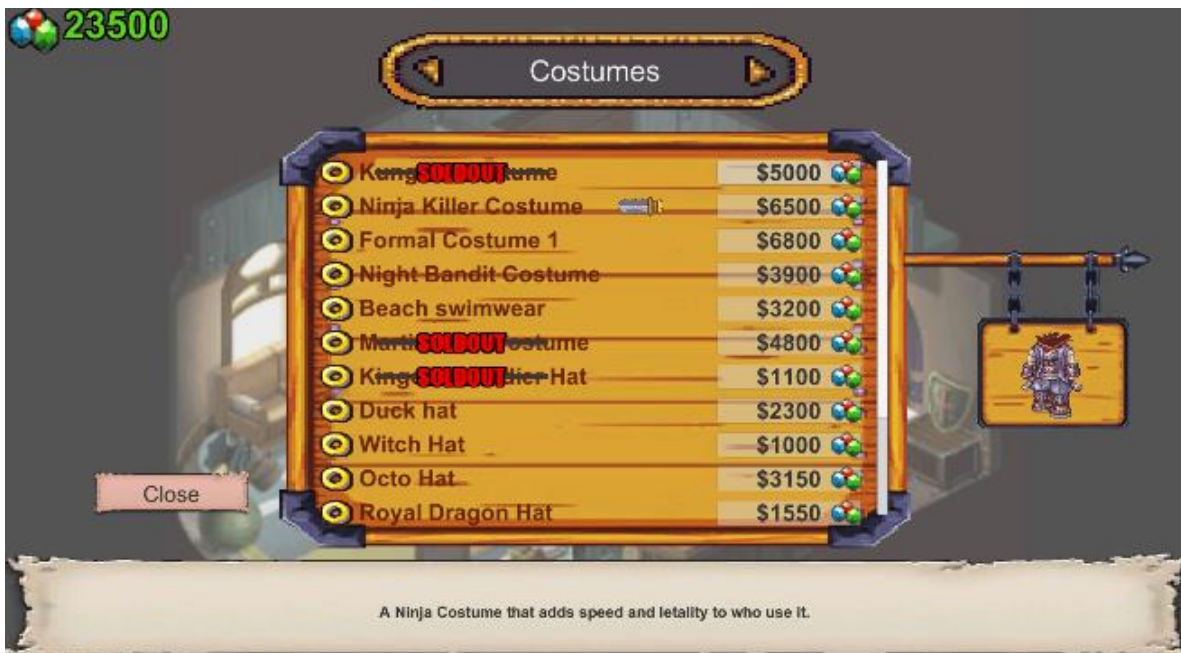 23500
Costumes
SOLDOUT $5000
Ninja Killer Costume $6500
Formal Costume 1 $6800
Night Bandit Costume $3900
Beach swimwear $3200
SOLDOUT $4800
SOLDOUT Hat $1100
Duck hat $2300
Witch Hat $1000
Octo Hat $3150
Royal Dragon Hat $1550
Close
A Ninja Costume that adds speed and letality to who use it.